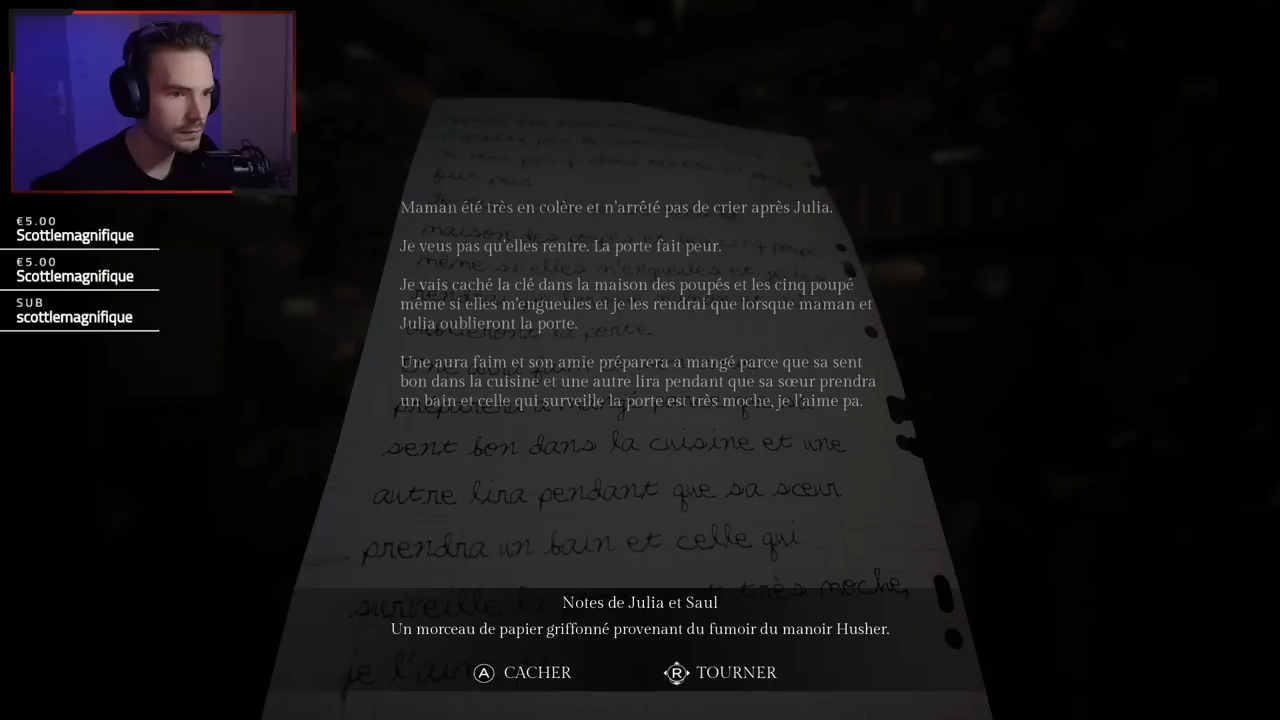 €5.00
Scottlemagnifique
€5.00
Scottlemagnifique
SUB
scottlemagnifique
Maman été très en colère et n'arrêté pas de crier après Julia.
Je veus pas qu'elles rentre. La porte fait peur.
Je vais caché la clé dans la maison des poupés et les cinq poupé
même si elles m'engueules et je les rendrai que lorsque maman et
Julia oublieront la porte.
Une aura faim et son amie préparera a mangé parce que sa sent
bon dans la cuisine et une autre lira pendant que sa sœur prendra
un bain et celle qui surveille la porte est très moche, je l'aime pa.
sent bon dans la cuisine et une
autre lira pendant que sa sœur
prendra un bain et celle qui
surveille la très moche,
je l'aim
Notes de Julia et Saul
Un morceau de papier griffonné provenant du fumoir du manoir Husher.
A CACHER R TOURNER